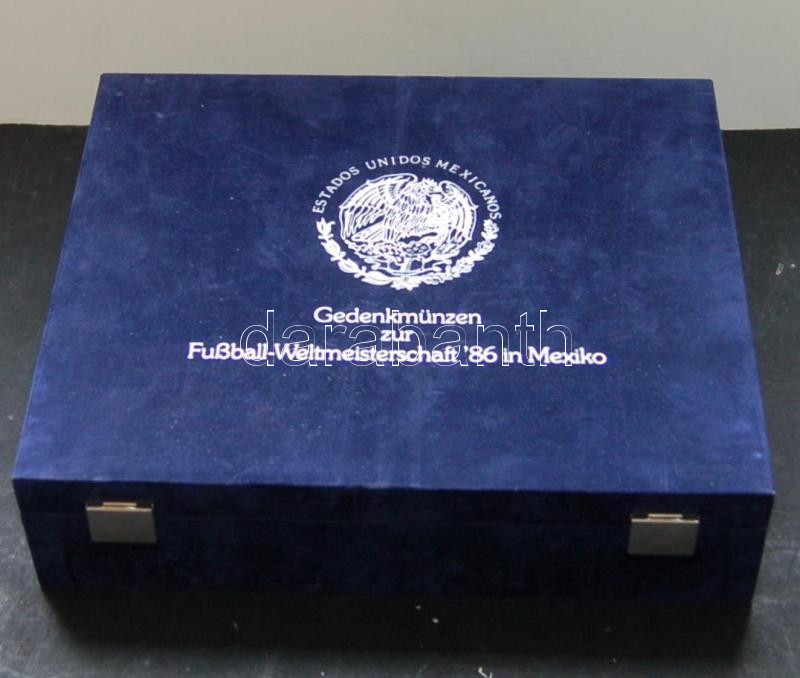 ESTADOS UNIDOS MEXICANOS
Gedenkmünzen
zur
Fußball-Weltmeisterschaft '86 in Mexiko
darabanth